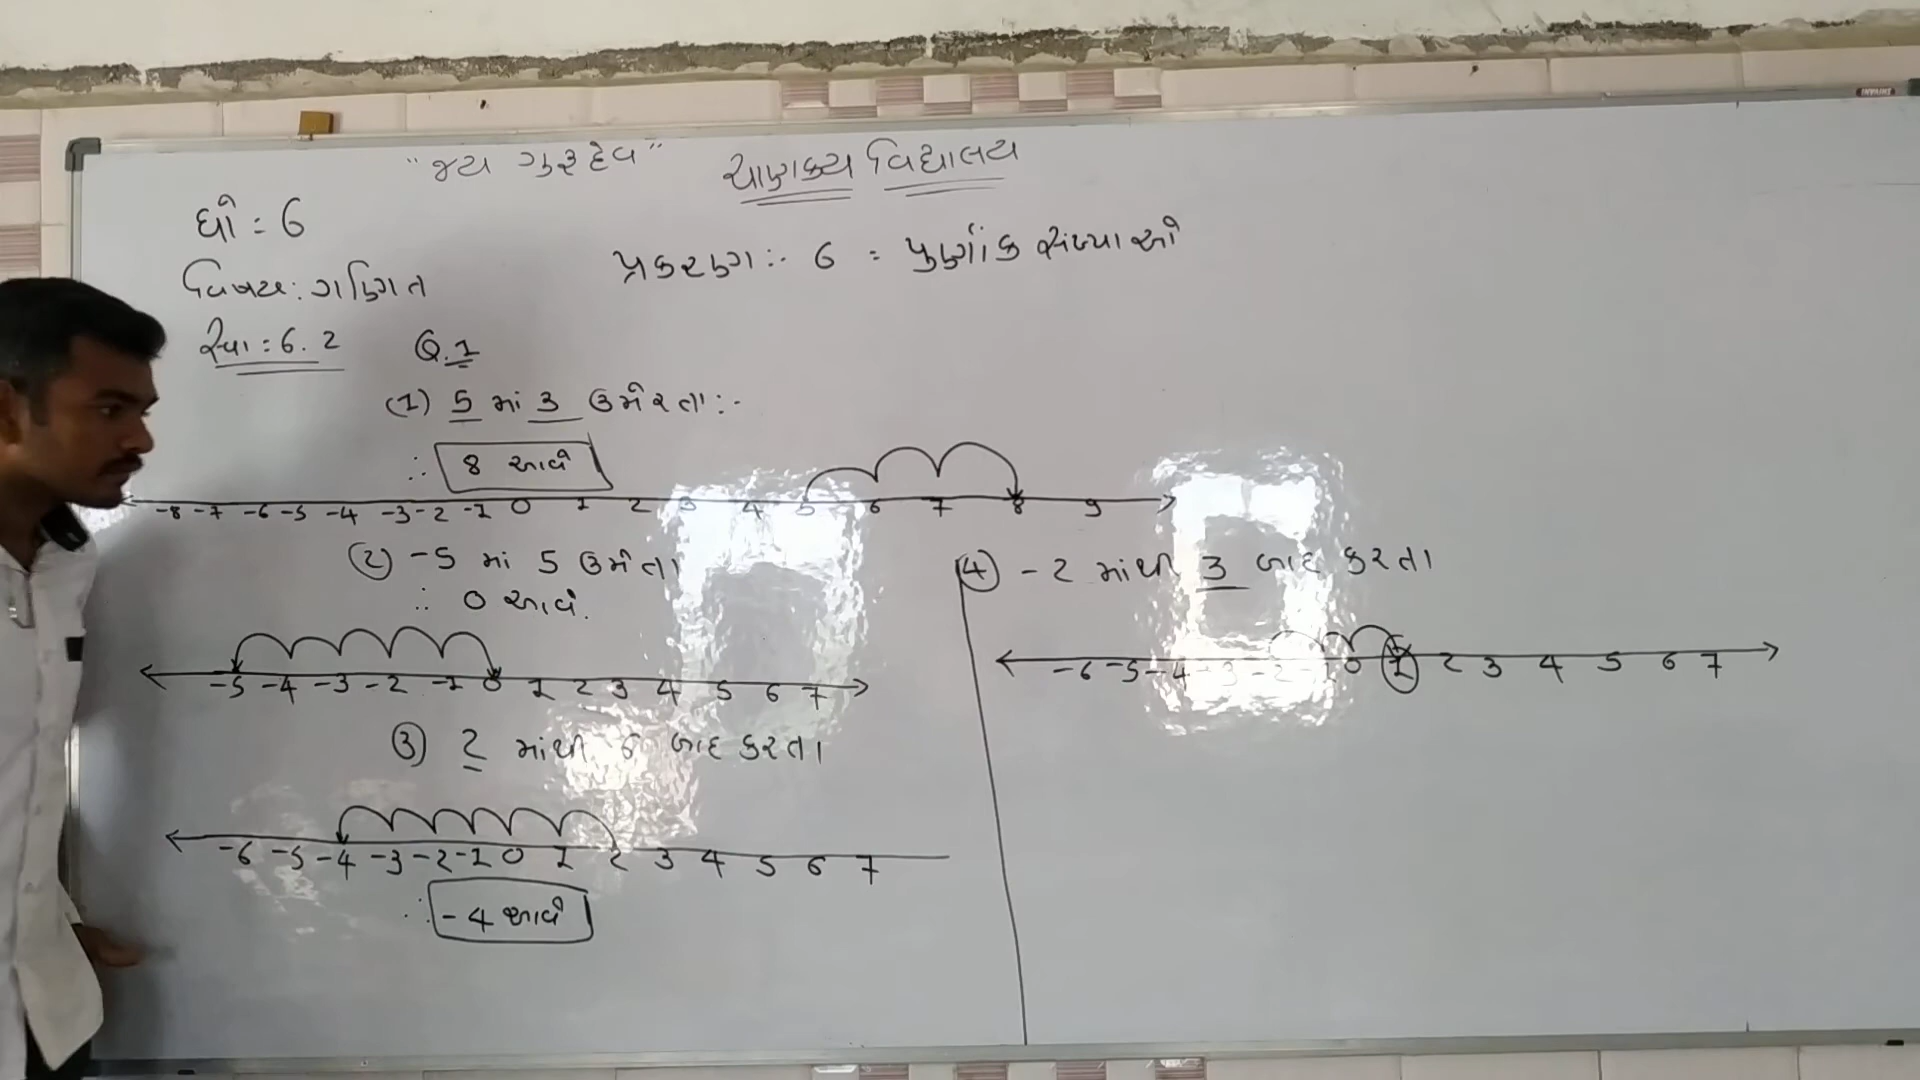 "જય ગુરૂદેવ"
ચાણક્ય વિદ્યાલય
ધો = 6
પ્રકરણ :- 6 = પુર્ણાંક સંખ્યાઓ
વિષય : ગણિત
સ્વા = 6.2
Q.1
(1) 5 માં 3 ઉમેરતા :-
∴ 8 આવે
-8 -7 -6 -5 -4 -3 -2 -1 0 1 2 3 4 5 6 7 8 9
(2) -5 માં 5 ઉમેતા
∴ 0 આવે.
-5 -4 -3 -2 -1 0 1 2 3 4 5 6 7
(3) 2 માંથી 6 બાદ કરતા
-6 -5 -4 -3 -2 -1 0 1 2 3 4 5 6 7
∴ -4 આવે
(4) -2 માંથી 3 બાદ કરતા
-6 -5 -4 -3 -2 -1 0 1 2 3 4 5 6 7